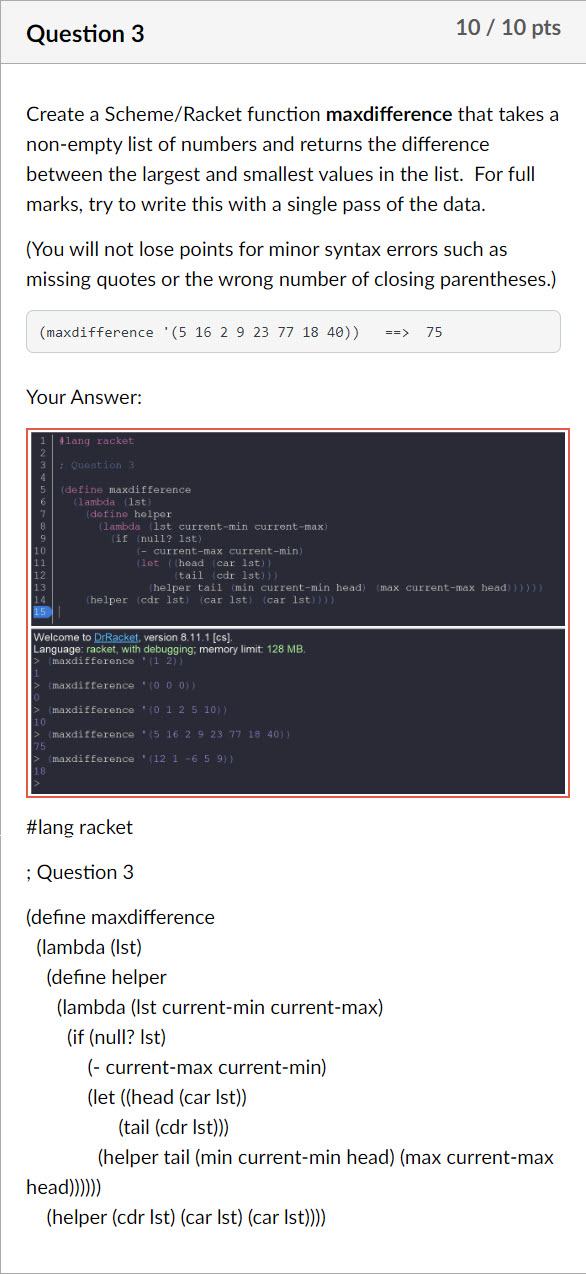 Question 3
10 / 10 pts
Create a Scheme/Racket function maxdifference that takes a
non-empty list of numbers and returns the difference
between the largest and smallest values in the list.  For full
marks, try to write this with a single pass of the data.
(You will not lose points for minor syntax errors such as
missing quotes or the wrong number of closing parentheses.)
(maxdifference '(5 16 2 9 23 77 18 40))   ==>  75
Your Answer:
1 #lang racket
2
3 ; Question 3
4
5 (define maxdifference
6   (lambda (lst)
7     (define helper
8       (lambda (lst current-min current-max)
9         (if (null? lst)
10             (- current-max current-min)
11             (let ((head (car lst))
12                   (tail (cdr lst)))
13               (helper tail (min current-min head) (max current-max head))))))
14     (helper (cdr lst) (car lst) (car lst))))
15
Welcome to DrRacket, version 8.11.1 [cs].
Language: racket, with debugging; memory limit: 128 MB.
> (maxdifference '(1 2))
1
> (maxdifference '(0 0 0))
0
> (maxdifference '(0 1 2 5 10))
10
> (maxdifference '(5 16 2 9 23 77 18 40))
75
> (maxdifference '(12 1 -6 5 9))
18
>
#lang racket
; Question 3
(define maxdifference
(lambda (lst)
(define helper
(lambda (lst current-min current-max)
(if (null? lst)
(- current-max current-min)
(let ((head (car lst))
(tail (cdr lst)))
(helper tail (min current-min head) (max current-max
head))))))
(helper (cdr lst) (car lst) (car lst))))